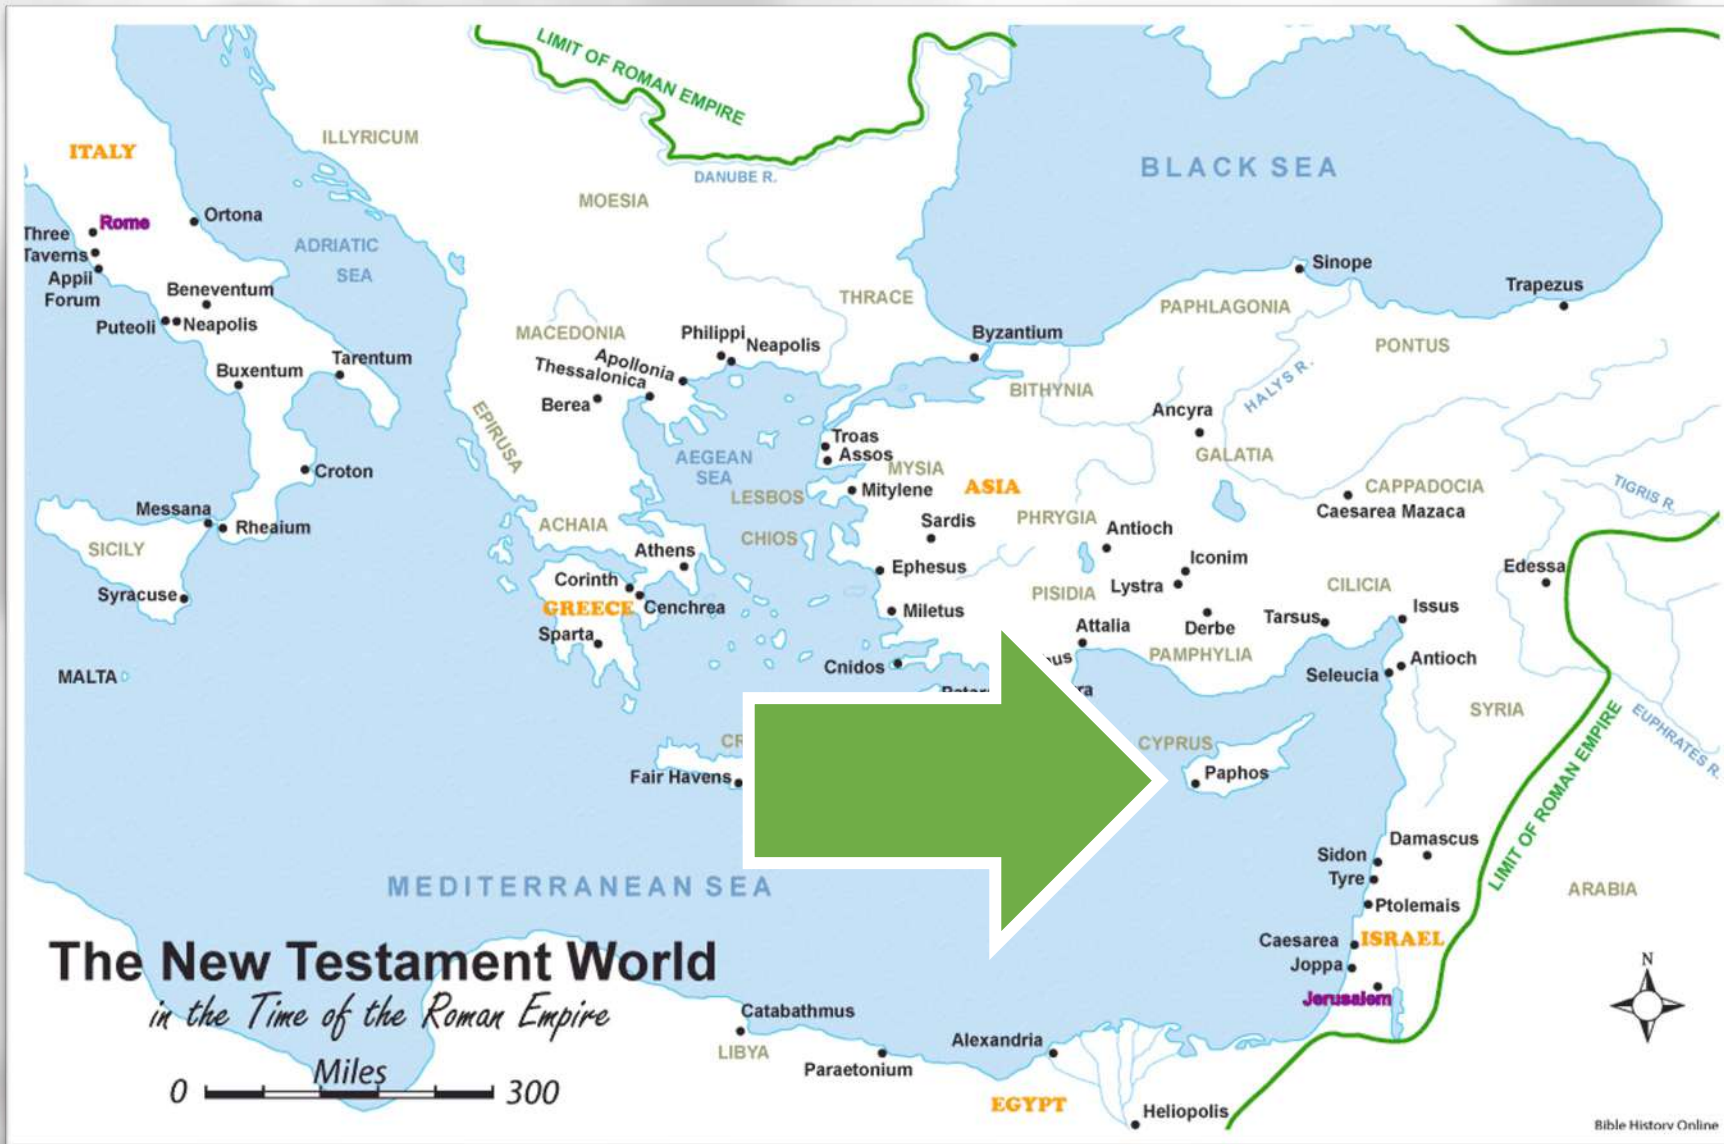 LIMIT OF ROMAN EMPIRE
ILLYRICUM
ITALY
BLACK SEA
DANUBE R.
MOESIA
Ortona
Rome
Three
Taverns
Appii
Forum
ADRIATIC
SEA
Sinope
Trapezus
Beneventum
THRACE
PAPHLAGONIA
Puteoli
Neapolis
MACEDONIA
Philippi
Neapolis
Byzantium
PONTUS
Tarentum
Buxentum
Apollonia
Thessalonica
BITHYNIA
HALYS R.
Berea
Ancyra
EPIRUSA
Troas
Assos
GALATIA
AEGEAN
SEA
MYSIA
Croton
LESBOS
Mitylene
ASIA
CAPPADOCIA
Caesarea Mazaca
TIGRIS R.
Messana
Rheaium
ACHAIA
Sardis
PHRYGIA
Antioch
CHIOS
SICILY
Athens
Iconim
Ephesus
Edessa
Corinth
Lystra
CILICIA
Syracuse
GREECE
Cenchrea
PISIDIA
Miletus
Issus
Sparta
Attalia
Derbe
Tarsus
PAMPHYLIA
Cnidos
Antioch
MALTA
Seleucia
SYRIA
EUPHRATES R.
CYPRUS
Fair Havens
Paphos
LIMIT OF ROMAN EMPIRE
Damascus
Sidon
Tyre
MEDITERRANEAN SEA
ARABIA
Ptolemais
Caesarea
ISRAEL
Joppa
Jerusalem
N
The New Testament World
in the Time of the Roman Empire
Miles
0 300
Catabathmus
LIBYA
Paraetonium
Alexandria
EGYPT
Heliopolis
Bible History Online